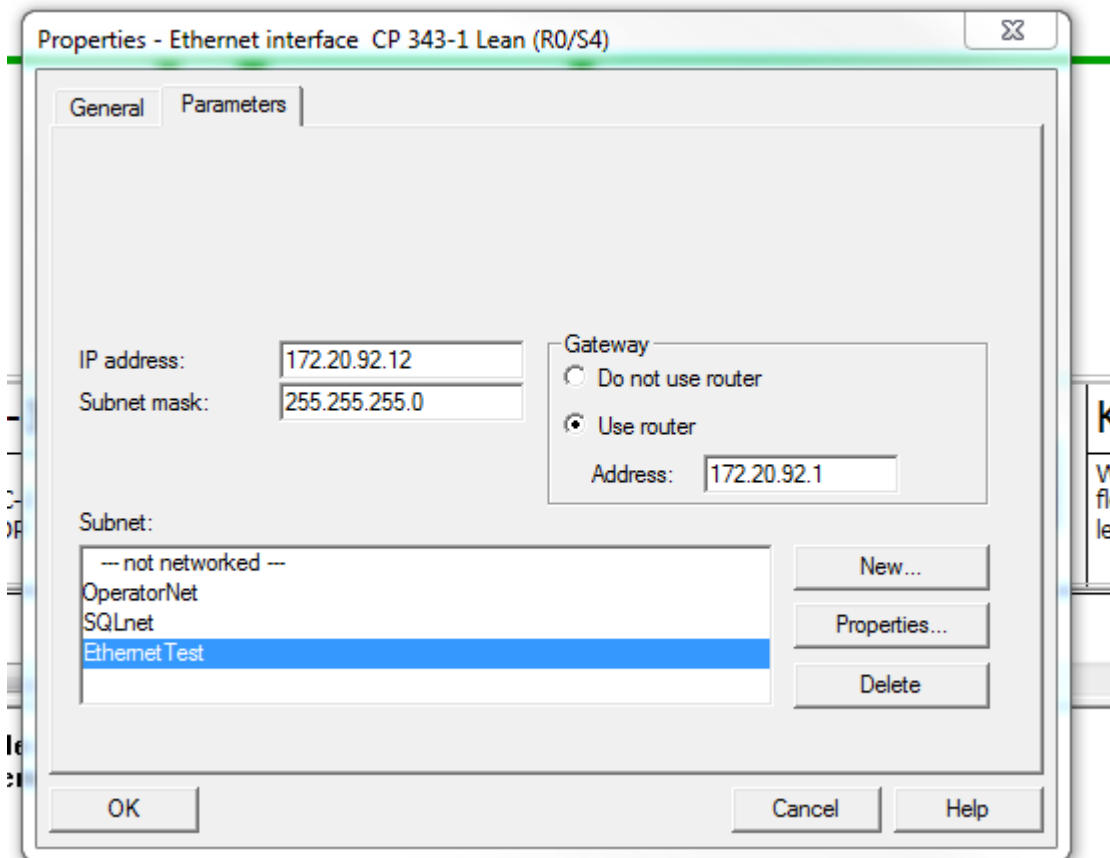 Properties - Ethernet interface  CP 343-1 Lean (R0/S4)
General
Parameters
IP address:
172.20.92.12
Subnet mask:
255.255.255.0
Gateway
Do not use router
Use router
Address:
172.20.92.1
Subnet:
--- not networked ---
OperatorNet
SQLnet
EthernetTest
New...
Properties...
Delete
OK
Cancel
Help